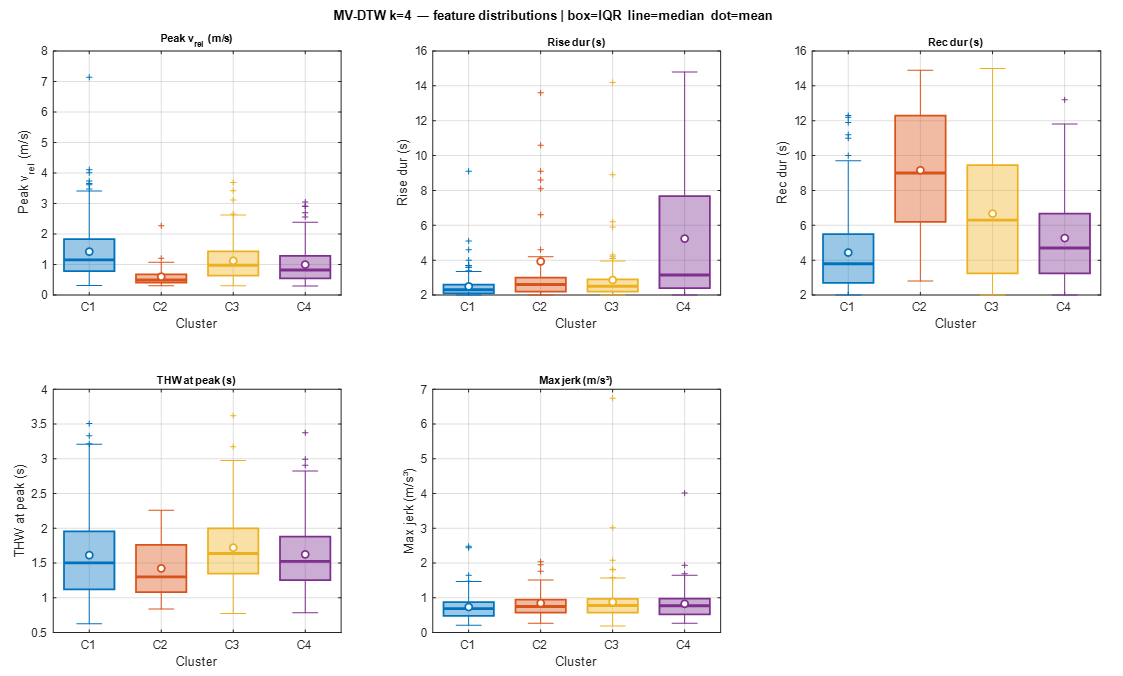 MV-DTW k=4 — feature distributions | box=IQR line=median dot=mean
Peak v_rel (m/s)
8
7
6
5
4
3
2
1
0
Peak v_rel (m/s)
C1 C2 C3 C4
Cluster
Rise dur (s)
16
14
12
10
8
6
4
2
Rise dur (s)
C1 C2 C3 C4
Cluster
Rec dur (s)
16
14
12
10
8
6
4
2
Rec dur (s)
C1 C2 C3 C4
Cluster
THW at peak (s)
4
3.5
3
2.5
2
1.5
1
0.5
THW at peak (s)
C1 C2 C3 C4
Cluster
Max jerk (m/s³)
7
6
5
4
3
2
1
0
Max jerk (m/s³)
C1 C2 C3 C4
Cluster